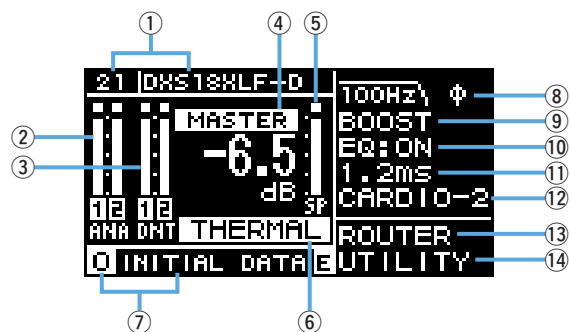 ① ④ ⑤
21 DXS18XLF-D
② ③
MASTER
-6.5
dB
1 2 1 2 SP
ANA DNT THERMAL
0 INITIAL DATA E
⑦ ⑥
100Hz ϕ ⑧
BOOST ⑨
EQ:ON ⑩
1.2ms ⑪
CARDIO-2 ⑫
ROUTER ⑬
UTILITY ⑭